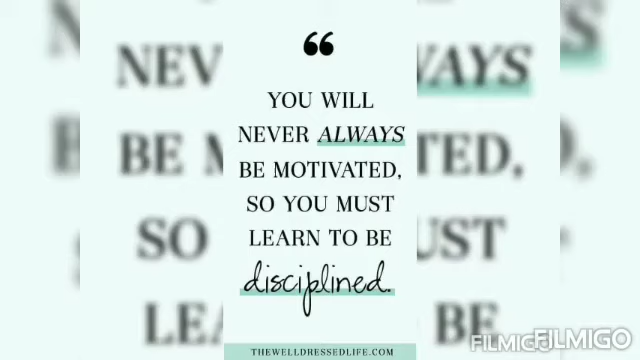 ❝
YOU WILL
NEVER ALWAYS
BE MOTIVATED,
SO YOU MUST
LEARN TO BE
disciplined.
THEWELLDRESSEDLIFE.COM
FILMIGO